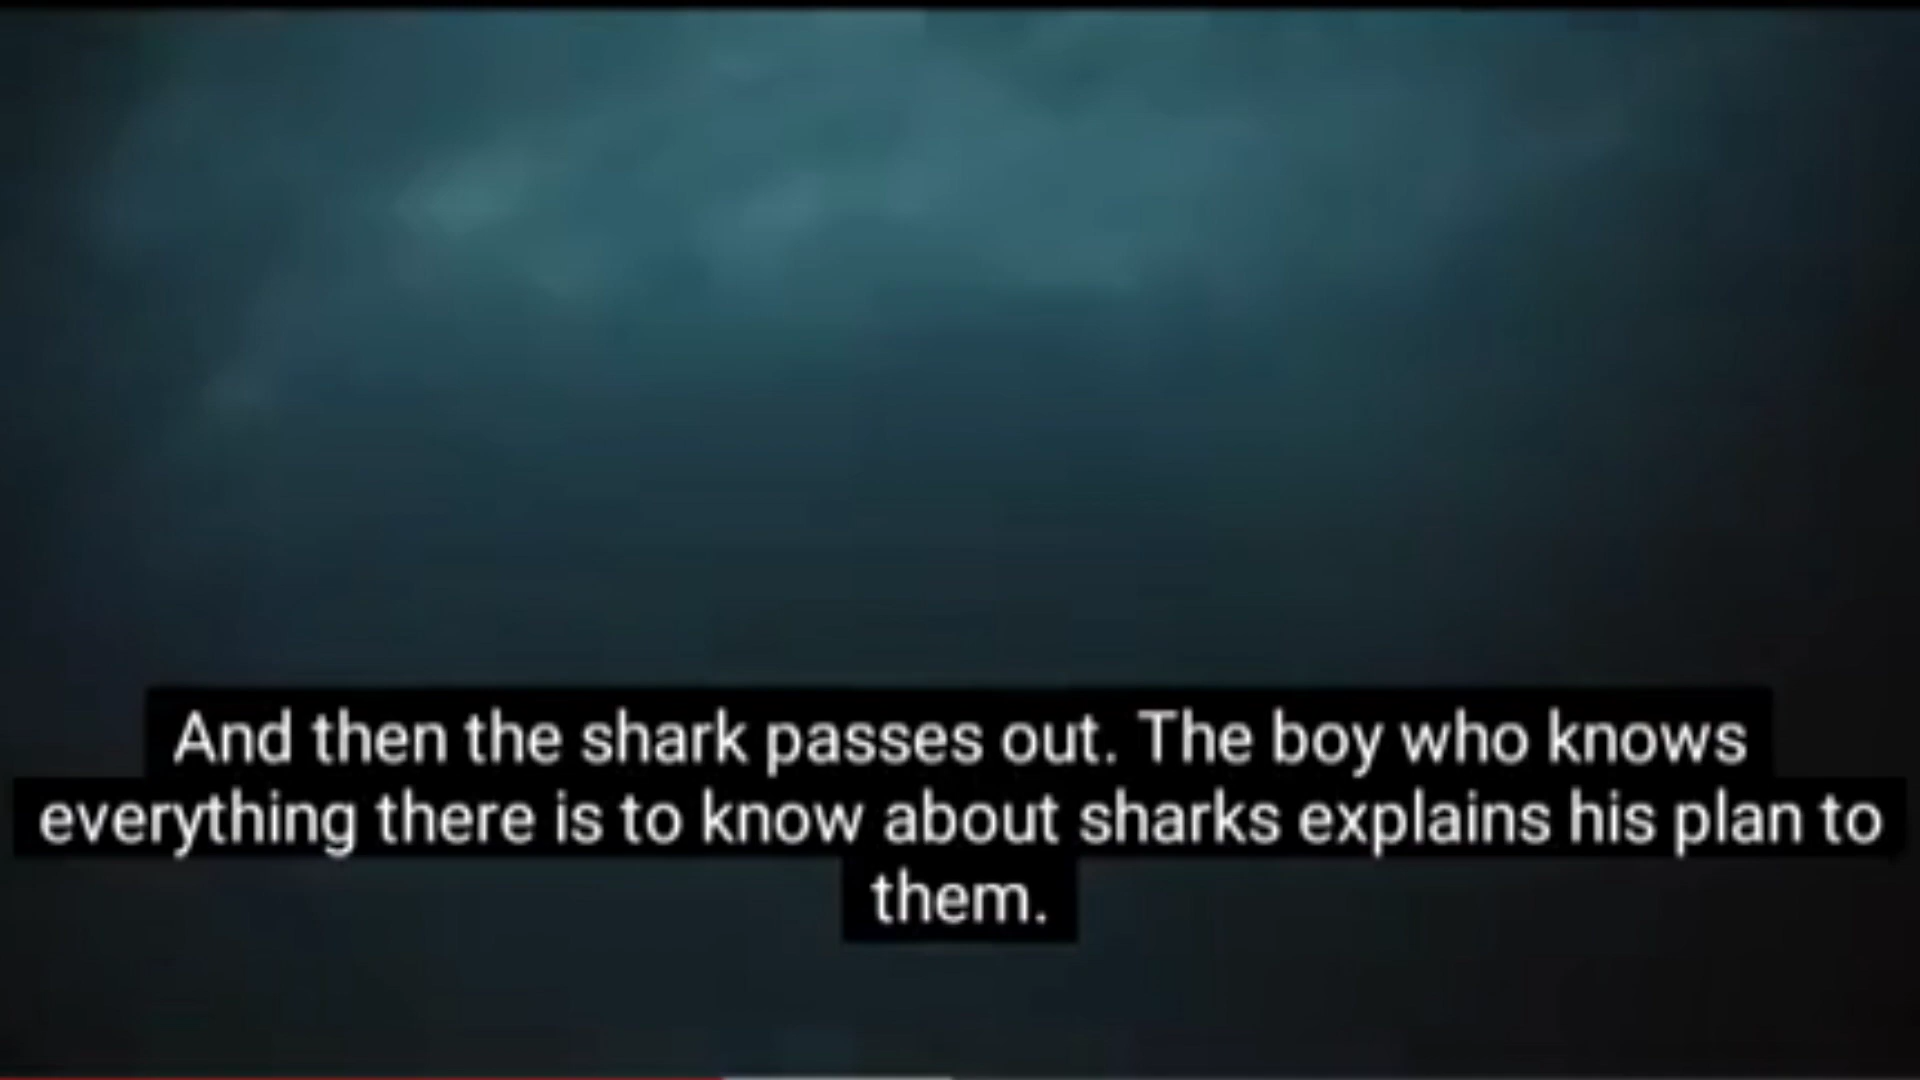 And then the shark passes out. The boy who knows
everything there is to know about sharks explains his plan to
them.